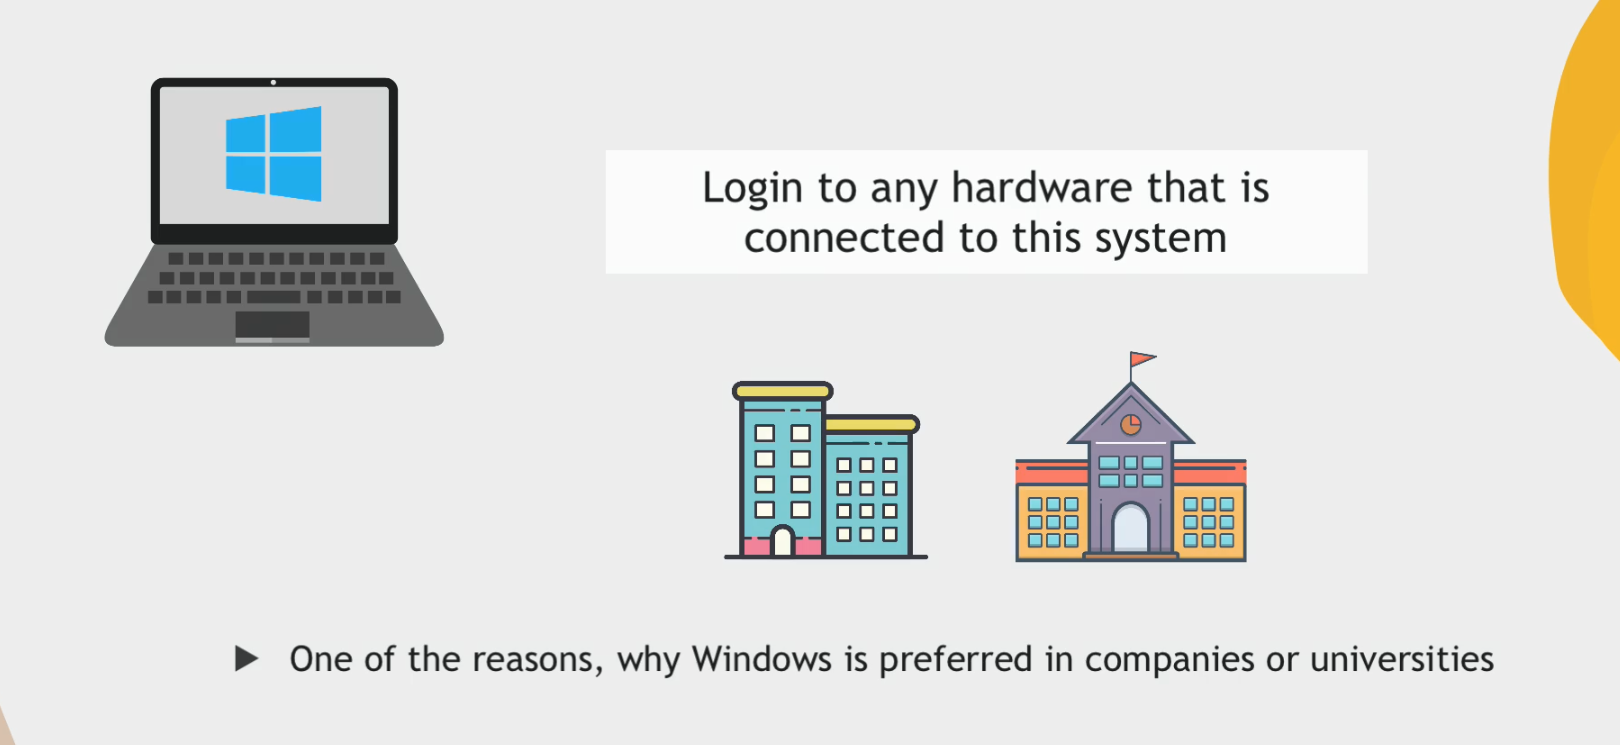 Login to any hardware that is
connected to this system
One of the reasons, why Windows is preferred in companies or universities